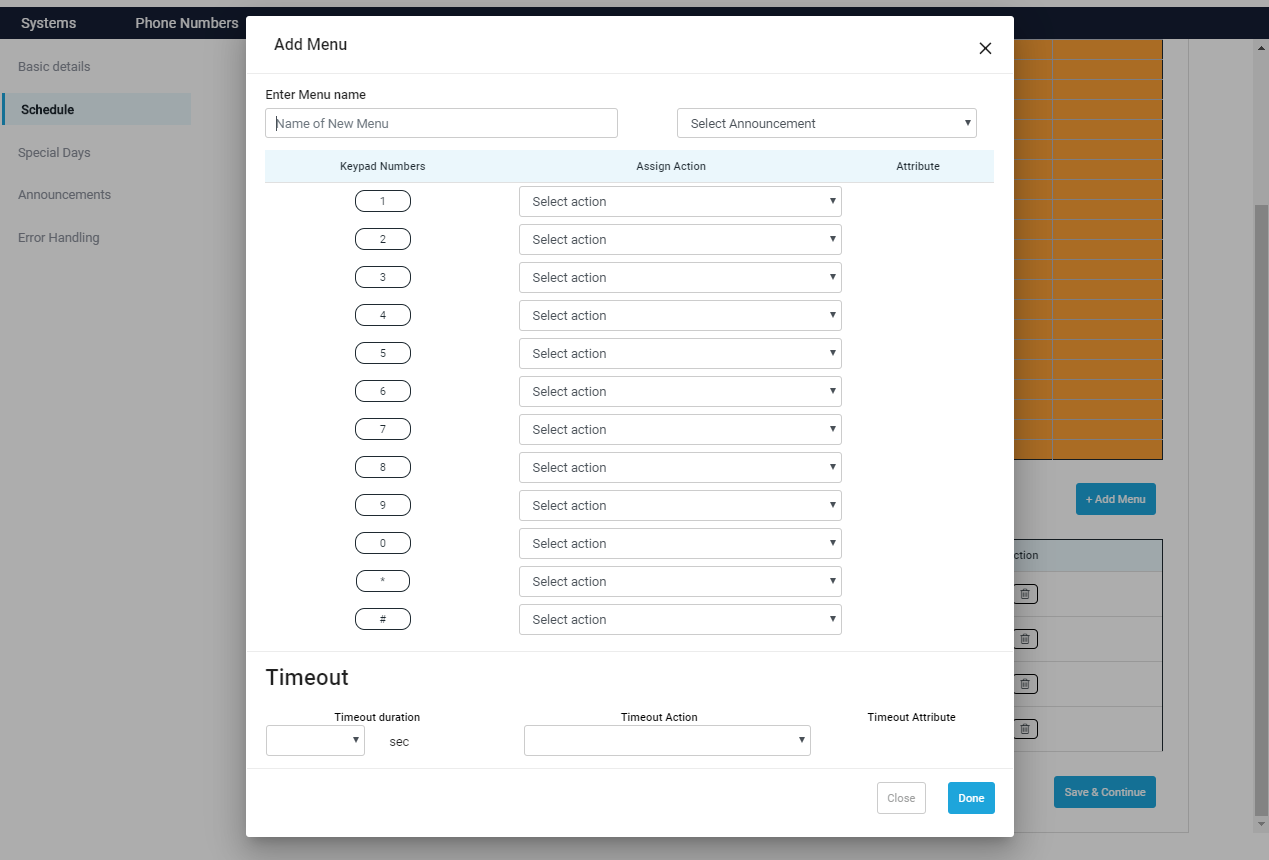 Systems
Phone Numbers
Basic details
Schedule
Special Days
Announcements
Error Handling
Add Menu
Enter Menu name
Name of New Menu
Select Announcement
Keypad Numbers Assign Action Attribute
1 Select action
2 Select action
3 Select action
4 Select action
5 Select action
6 Select action
7 Select action
8 Select action
9 Select action
0 Select action
* Select action
# Select action
Timeout
Timeout duration Timeout Action Timeout Attribute
sec
Close Done
+ Add Menu
ction
Save & Continue